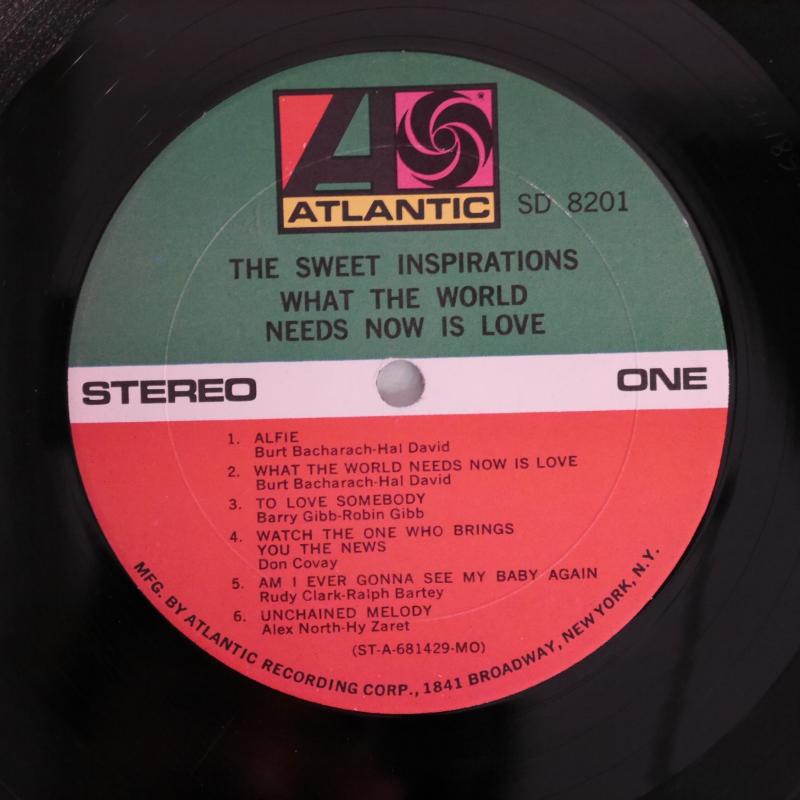 ATLANTIC
SD 8201
THE SWEET INSPIRATIONS
WHAT THE WORLD
NEEDS NOW IS LOVE
STEREO
ONE
1. ALFIE
Burt Bacharach-Hal David
2. WHAT THE WORLD NEEDS NOW IS LOVE
Burt Bacharach-Hal David
3. TO LOVE SOMEBODY
Barry Gibb-Robin Gibb
4. WATCH THE ONE WHO BRINGS
YOU THE NEWS
Don Covay
5. AM I EVER GONNA SEE MY BABY AGAIN
Rudy Clark-Ralph Bartey
6. UNCHAINED MELODY
Alex North-Hy Zaret
(ST-A-681429-MO)
MFG. BY ATLANTIC RECORDING CORP., 1841 BROADWAY, NEW YORK, N.Y.